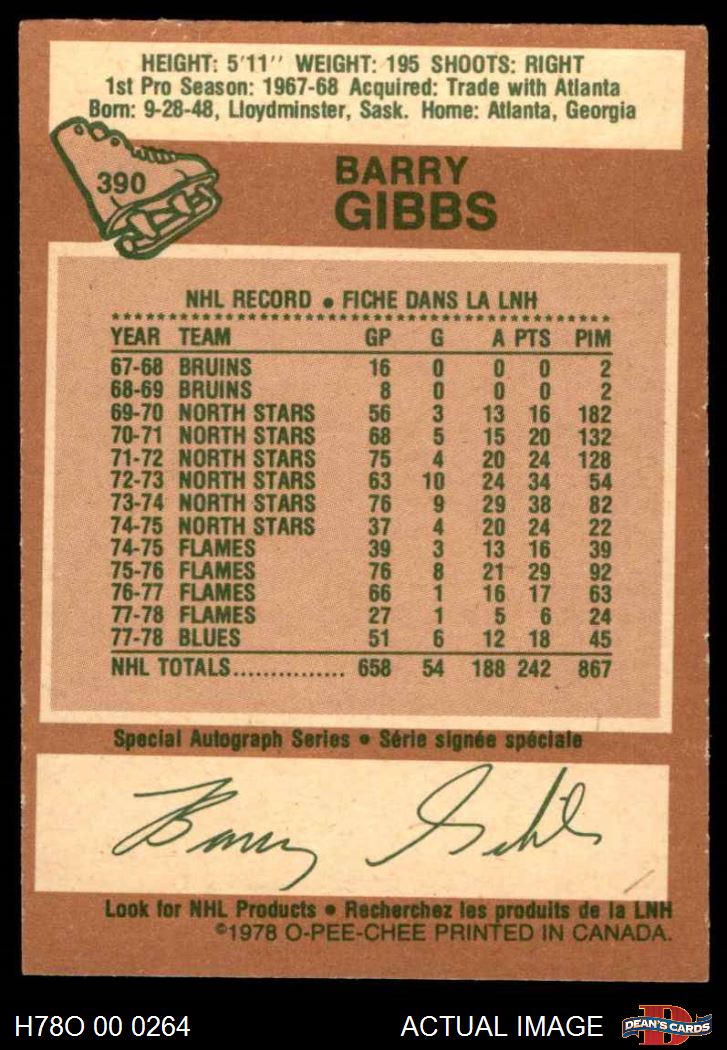 HEIGHT: 5'11'' WEIGHT: 195 SHOOTS: RIGHT
1st Pro Season: 1967-68 Acquired: Trade with Atlanta
Born: 9-28-48, Lloydminster, Sask. Home: Atlanta, Georgia
390
BARRY
GIBBS
NHL RECORD • FICHE DANS LA LNH
YEAR TEAM GP G A PTS PIM
67-68 BRUINS 16 0 0 0 2
68-69 BRUINS 8 0 0 0 2
69-70 NORTH STARS 56 3 13 16 182
70-71 NORTH STARS 68 5 15 20 132
71-72 NORTH STARS 75 4 20 24 128
72-73 NORTH STARS 63 10 24 34 54
73-74 NORTH STARS 76 9 29 38 82
74-75 NORTH STARS 37 4 20 24 22
74-75 FLAMES 39 3 13 16 39
75-76 FLAMES 76 8 21 29 92
76-77 FLAMES 66 1 16 17 63
77-78 FLAMES 27 1 5 6 24
77-78 BLUES 51 6 12 18 45
NHL TOTALS............... 658 54 188 242 867
Special Autograph Series • Série signée spéciale
Barry Gibbs
Look for NHL Products • Recherchez les produits de la LNH
©1978 O-PEE-CHEE PRINTED IN CANADA.
H78O 00 0264 ACTUAL IMAGE
D
DEAN'S CARDS